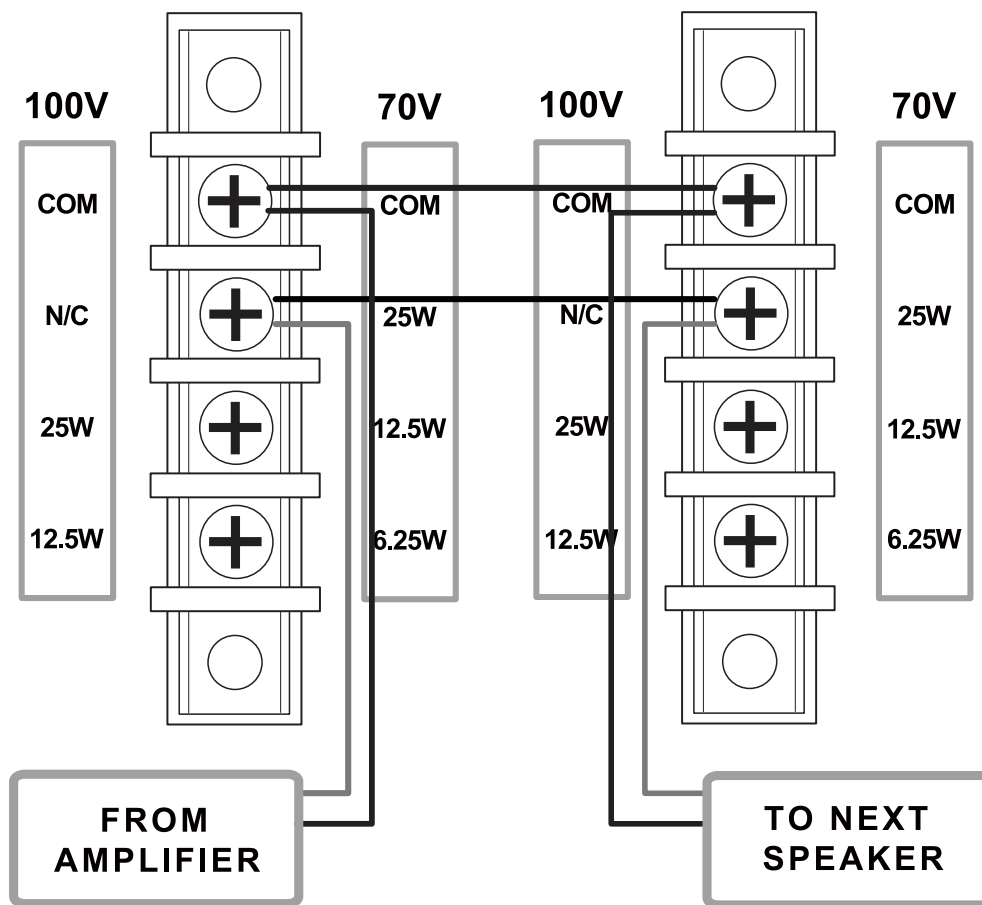 100V
70V
100V
70V
COM
COM
COM
COM
N/C
25W
N/C
25W
25W
12.5W
25W
12.5W
12.5W
6.25W
12.5W
6.25W
FROM
AMPLIFIER
TO NEXT
SPEAKER